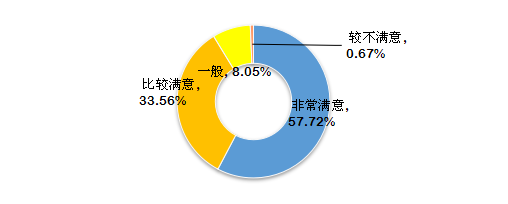 较不满意，
0.67%
一般, 8.05%
比较满意，
33.56%
非常满意，
57.72%